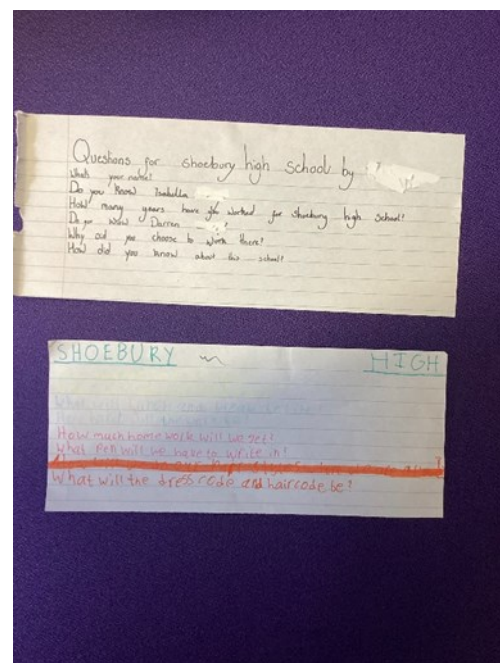 Questions for shoebury high school by
Whats your name?
Do you know Isabella
How many years have you worked for Shoebury high School?
Do you know Darren
Why did you choose to work there?
How did you know about this school?
SHOEBURY HIGH
How much home work will we get?
What pen will we have to write in?
What will the dress code and haircode be?